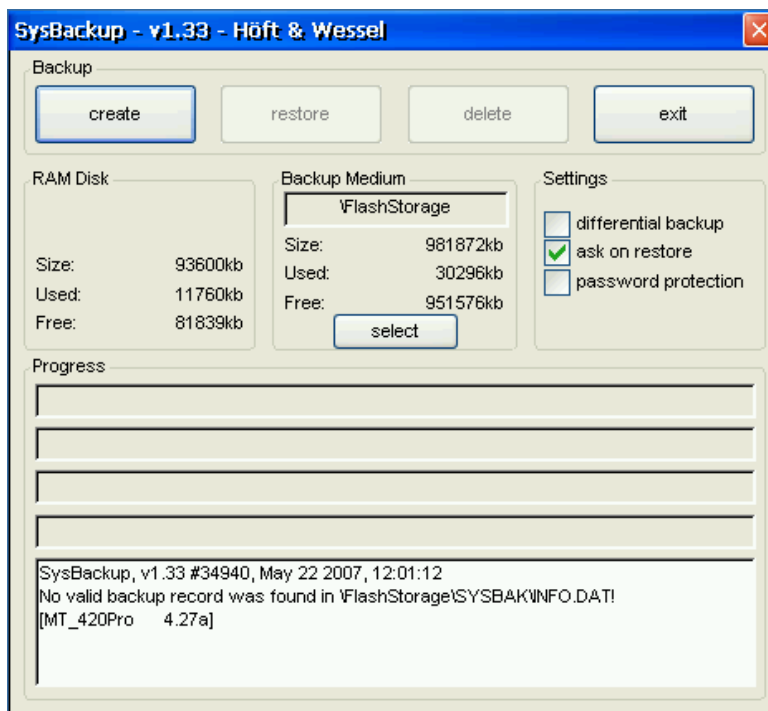 SysBackup - v1.33 - Höft & Wessel
Backup
create
restore
delete
exit
RAM Disk
Size: 93600kb
Used: 11760kb
Free: 81839kb
Backup Medium
\FlashStorage
Size: 981872kb
Used: 30296kb
Free: 951576kb
select
Settings
differential backup
ask on restore
password protection
Progress
SysBackup, v1.33 #34940, May 22 2007, 12:01:12
No valid backup record was found in \FlashStorage\SYSBAK\INFO.DAT!
[MT_420Pro 4.27a]